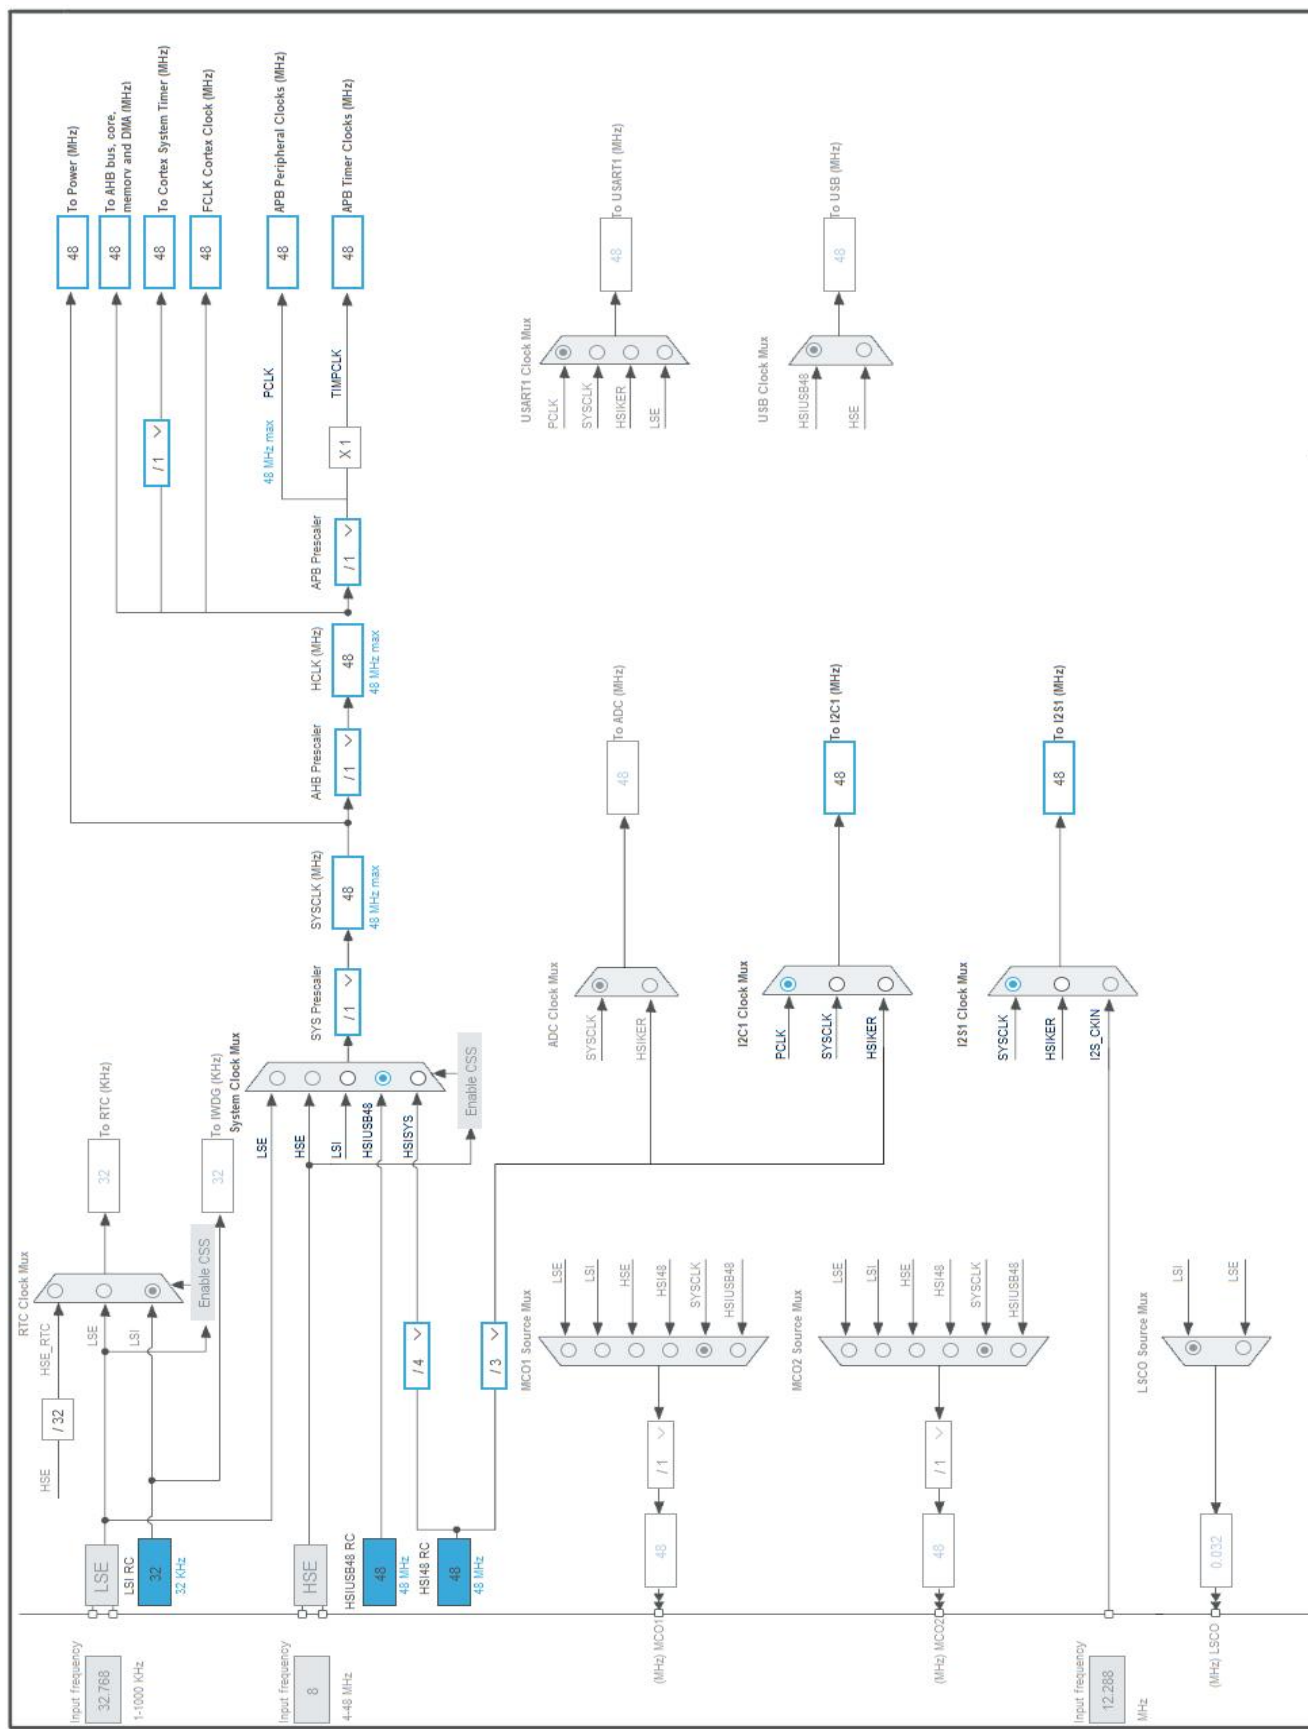 Input frequency
32.768
1-1000 KHz
LSE
LSI RC
32
32 KHz
HSE
/ 32
HSE_RTC
LSE
LSI
RTC Clock Mux
Enable CSS
32
To RTC (KHz)
32
To IWDG (KHz)
Input frequency
8
4-48 MHz
HSE
HSIUSB48 RC
48
48 MHz
HSI48 RC
48
48 MHz
/ 4
/ 3
System Clock Mux
LSE
HSE
LSI
HSIUSB48
HSISYS
Enable CSS
SYS Prescaler
/ 1
SYSCLK (MHz)
48
48 MHz max
AHB Prescaler
/ 1
HCLK (MHz)
48
48 MHz max
APB Prescaler
/ 1
/ 1
X 1
48 MHz max
PCLK
TIMPCLK
48
To Power (MHz)
48
To AHB bus, core,
memory and DMA (MHz)
48
To Cortex System Timer (MHz)
48
FCLK Cortex Clock (MHz)
48
APB Peripheral Clocks (MHz)
48
APB Timer Clocks (MHz)
MCO1 Source Mux
LSE
LSI
HSE
HSI48
SYSCLK
HSIUSB48
/ 1
48
(MHz) MCO1
ADC Clock Mux
SYSCLK
HSIKER
48
To ADC (MHz)
USART1 Clock Mux
PCLK
SYSCLK
HSIKER
LSE
48
To USART1 (MHz)
MCO2 Source Mux
LSE
LSI
HSE
HSI48
SYSCLK
HSIUSB48
/ 1
48
(MHz) MCO2
I2C1 Clock Mux
PCLK
SYSCLK
HSIKER
48
To I2C1 (MHz)
USB Clock Mux
HSIUSB48
HSE
48
To USB (MHz)
Input frequency
12.288
MHz
I2S1 Clock Mux
SYSCLK
HSIKER
I2S_CKIN
48
To I2S1 (MHz)
LSCO Source Mux
LSI
LSE
0.032
(MHz) LSCO